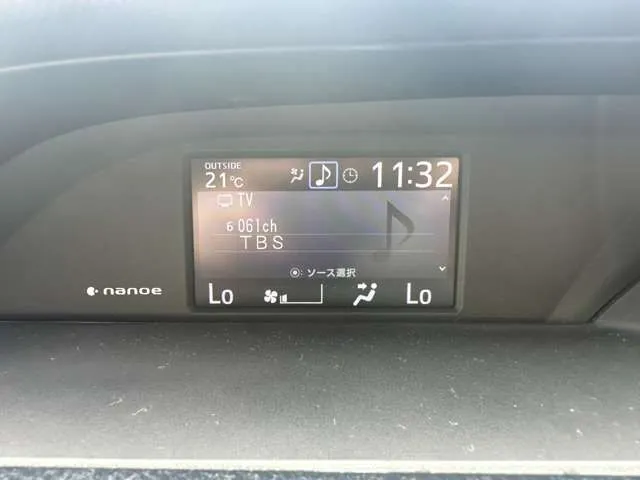 OUTSIDE
21℃ 11:32
TV
6 061ch
TBS
◉: ソース選択
nanoe Lo Lo